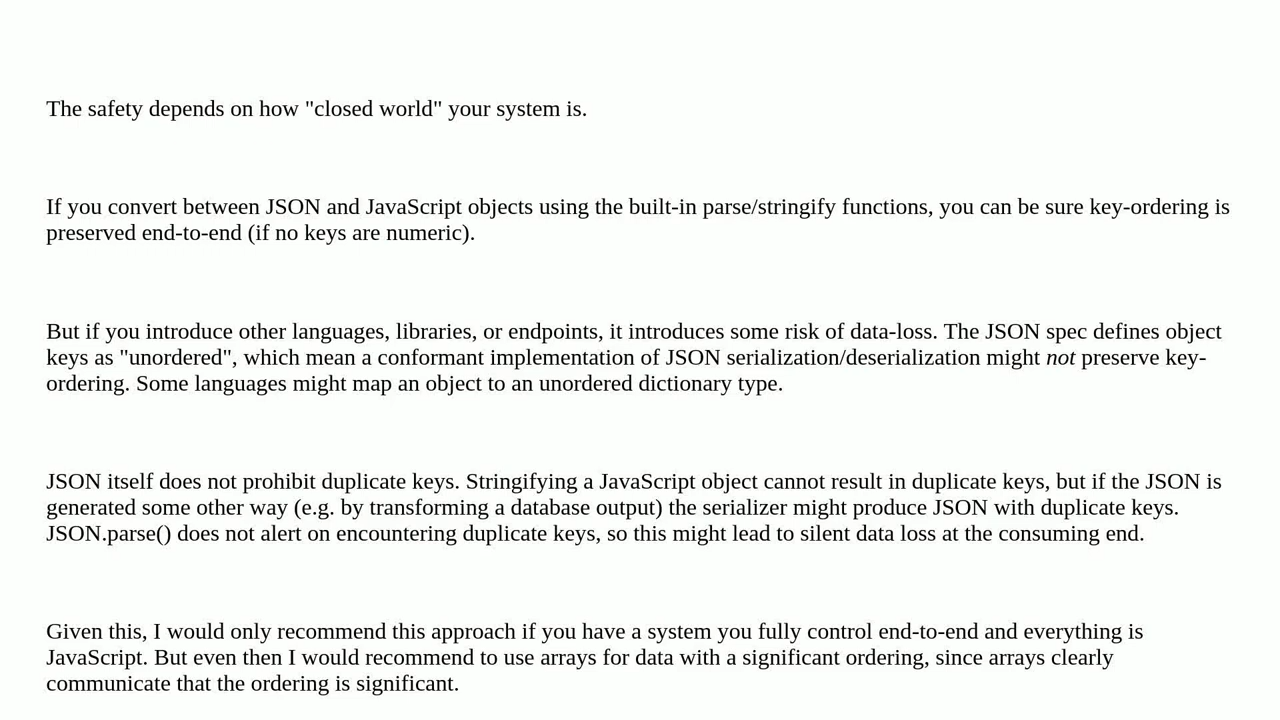 The safety depends on how "closed world" your system is.
If you convert between JSON and JavaScript objects using the built-in parse/stringify functions, you can be sure key-ordering is
preserved end-to-end (if no keys are numeric).
But if you introduce other languages, libraries, or endpoints, it introduces some risk of data-loss. The JSON spec defines object
keys as "unordered", which mean a conformant implementation of JSON serialization/deserialization might not preserve key-
ordering. Some languages might map an object to an unordered dictionary type.
JSON itself does not prohibit duplicate keys. Stringifying a JavaScript object cannot result in duplicate keys, but if the JSON is
generated some other way (e.g. by transforming a database output) the serializer might produce JSON with duplicate keys.
JSON.parse() does not alert on encountering duplicate keys, so this might lead to silent data loss at the consuming end.
Given this, I would only recommend this approach if you have a system you fully control end-to-end and everything is
JavaScript. But even then I would recommend to use arrays for data with a significant ordering, since arrays clearly
communicate that the ordering is significant.